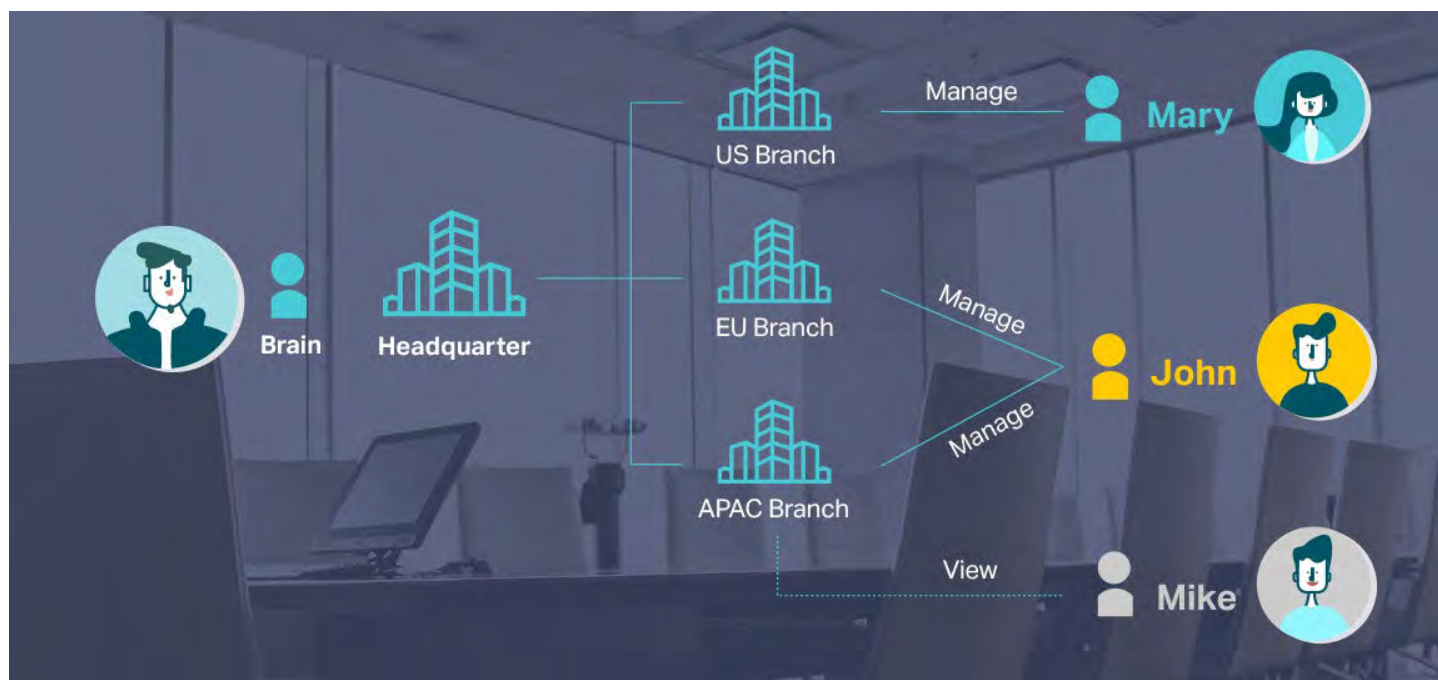 Manage
Mary
US Branch
Brain
Headquarter
EU Branch
Manage
John
Manage
APAC Branch
View
Mike